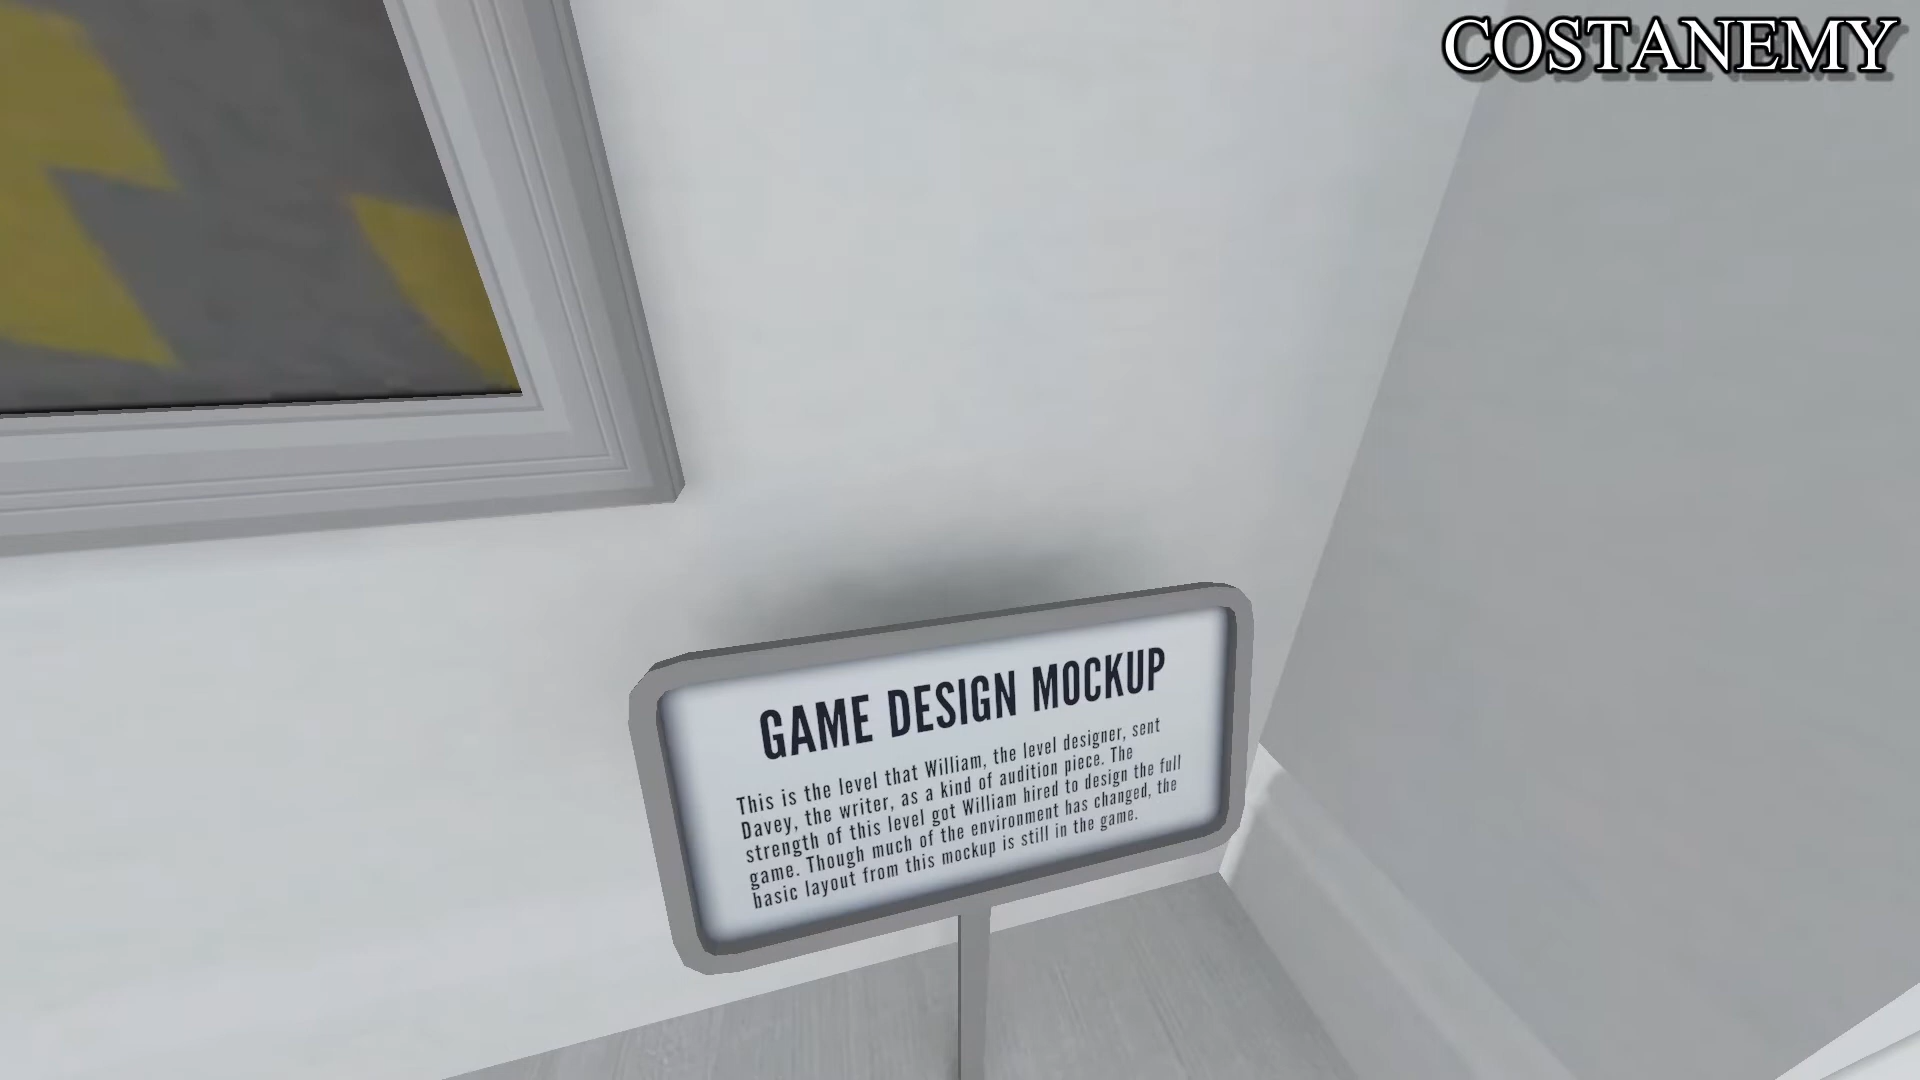 COSTANEMY
GAME DESIGN MOCKUP
This is the level that William, the level designer, sent
Davey, the writer, as a kind of audition piece. The
strength of this level got William hired to design the full
game. Though much of the environment has changed, the
basic layout from this mockup is still in the game.